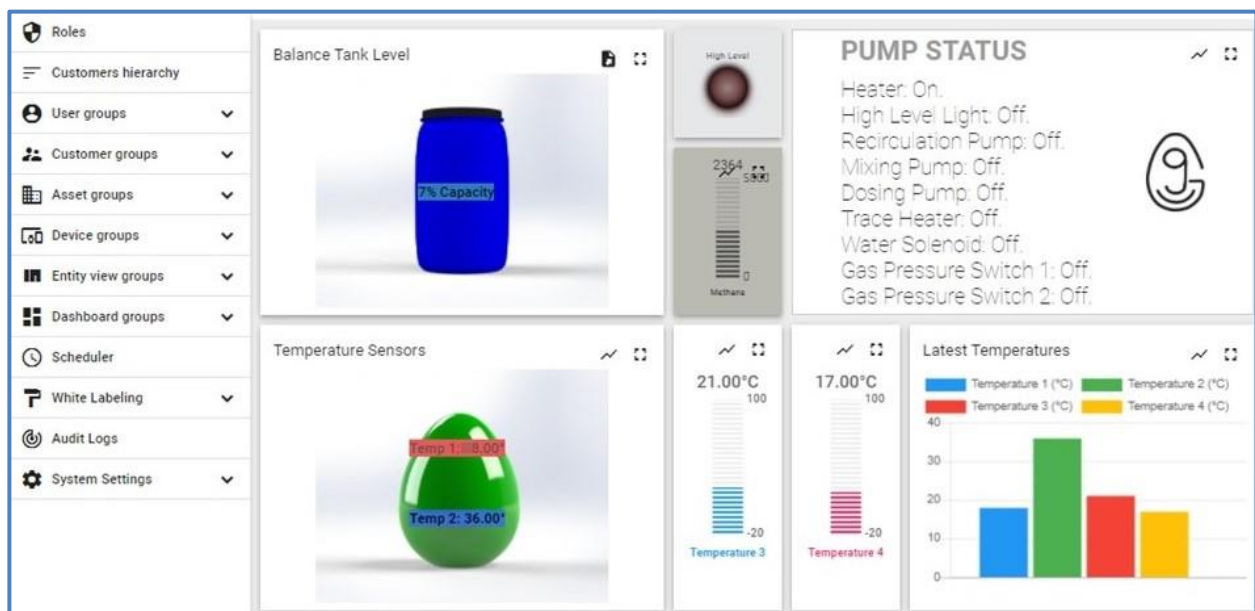 Roles
Customers hierarchy
User groups
Customer groups
Asset groups
Device groups
Entity view groups
Dashboard groups
Scheduler
White Labeling
Audit Logs
System Settings
Balance Tank Level
7% Capacity
High Level
2364
5000
0
Methane
PUMP STATUS
Heater: On.
High Level Light: Off.
Recirculation Pump: Off.
Mixing Pump: Off.
Dosing Pump: Off.
Trace Heater: Off.
Water Solenoid: Off.
Gas Pressure Switch 1: Off.
Gas Pressure Switch 2: Off.
Temperature Sensors
Temp 1:
Temp 2: 36.00°
21.00°C
100
-20
Temperature 3
17.00°C
100
-20
Temperature 4
Latest Temperatures
Temperature 1 (°C) Temperature 2 (°C)
Temperature 3 (°C) Temperature 4 (°C)
40
30
20
10
0